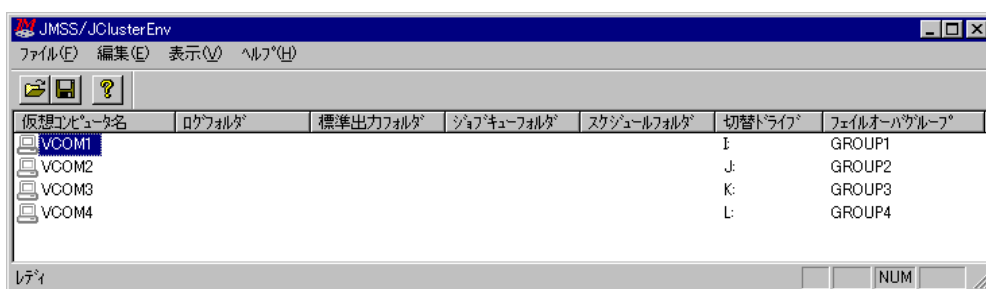 JMSS/JClusterEnv
ﾌｧｲﾙ(F) 編集(E) 表示(V) ﾍﾙﾌﾟ(H)
仮想ｺﾝﾋﾟｭｰﾀ名 ﾛｸﾞﾌｫﾙﾀﾞ 標準出力ﾌｫﾙﾀﾞ ｼﾞｮﾌﾞｷｭｰﾌｫﾙﾀﾞ ｽｹｼﾞｭｰﾙﾌｫﾙﾀﾞ 切替ﾄﾞﾗｲﾌﾞ ﾌｪｲﾙｵｰﾊﾞｸﾞﾙｰﾌﾟ
VCOM1 I: GROUP1
VCOM2 J: GROUP2
VCOM3 K: GROUP3
VCOM4 L: GROUP4
ﾚﾃﾞｨ NUM